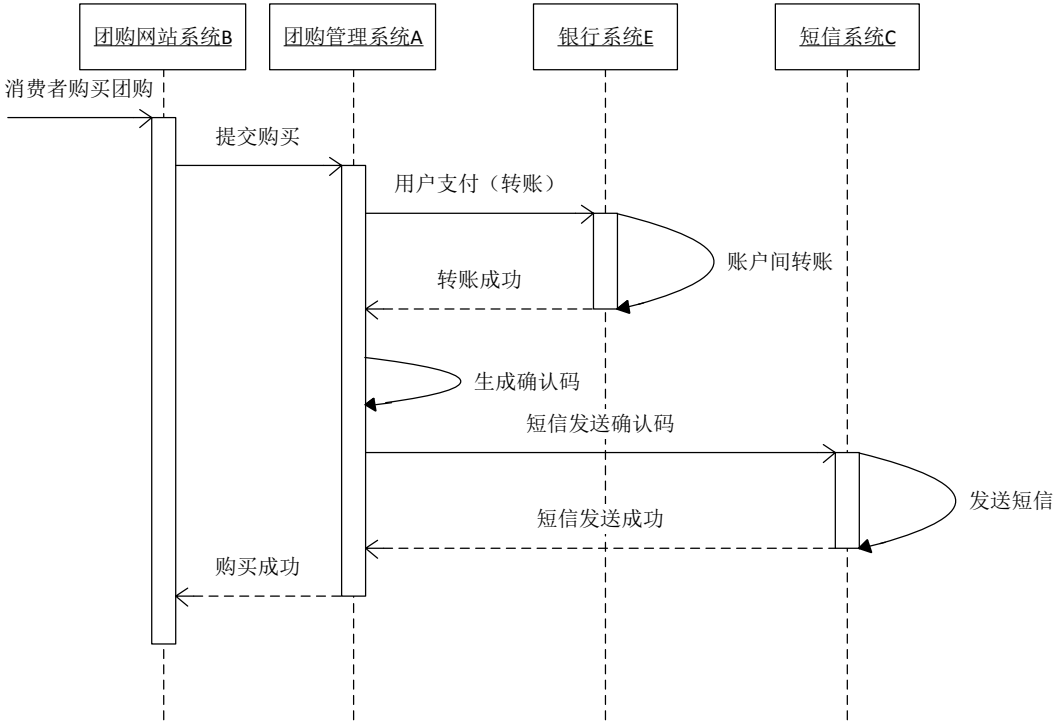 团购网站系统B
团购管理系统A
银行系统E
短信系统C
消费者购买团购
提交购买
用户支付（转账）
账户间转账
转账成功
生成确认码
短信发送确认码
发送短信
短信发送成功
购买成功